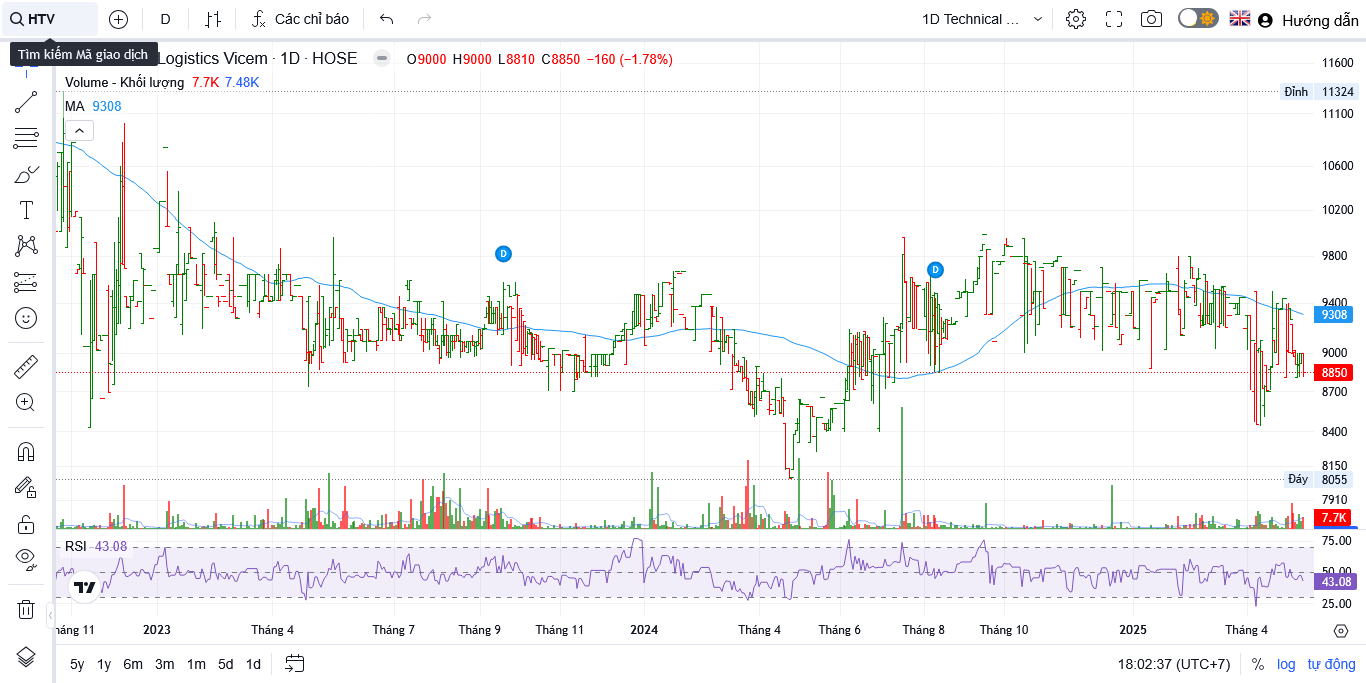 HTV
D
Các chỉ báo
1D Technical ...
Hướng dẫn
Tìm kiếm Mã giao dịch
Logistics Vicem · 1D · HOSE
O9000 H9000 L8810 C8850 −160 (−1.78%)
Volume - Khối lượng 7.7K 7.48K
MA 9308
11600
Đỉnh 11324
11100
10600
10200
9800
9400
9308
9000
8850
8700
8400
8150
Đáy 8055
7910
7.7K
D
D
RSI 43.08
75.00
50.00
43.08
25.00
háng 11 2023 Tháng 4 Tháng 7 Tháng 9 Tháng 11 2024 Tháng 4 Tháng 6 Tháng 8 Tháng 10 2025 Tháng 4
5y 1y 6m 3m 1m 5d 1d
18:02:37 (UTC+7) % log tự động